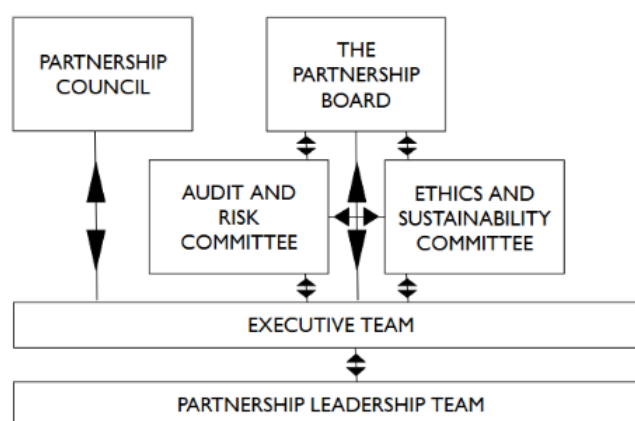 PARTNERSHIP
COUNCIL
THE
PARTNERSHIP
BOARD
AUDIT AND
RISK
COMMITTEE
ETHICS AND
SUSTAINABILITY
COMMITTEE
EXECUTIVE TEAM
PARTNERSHIP LEADERSHIP TEAM